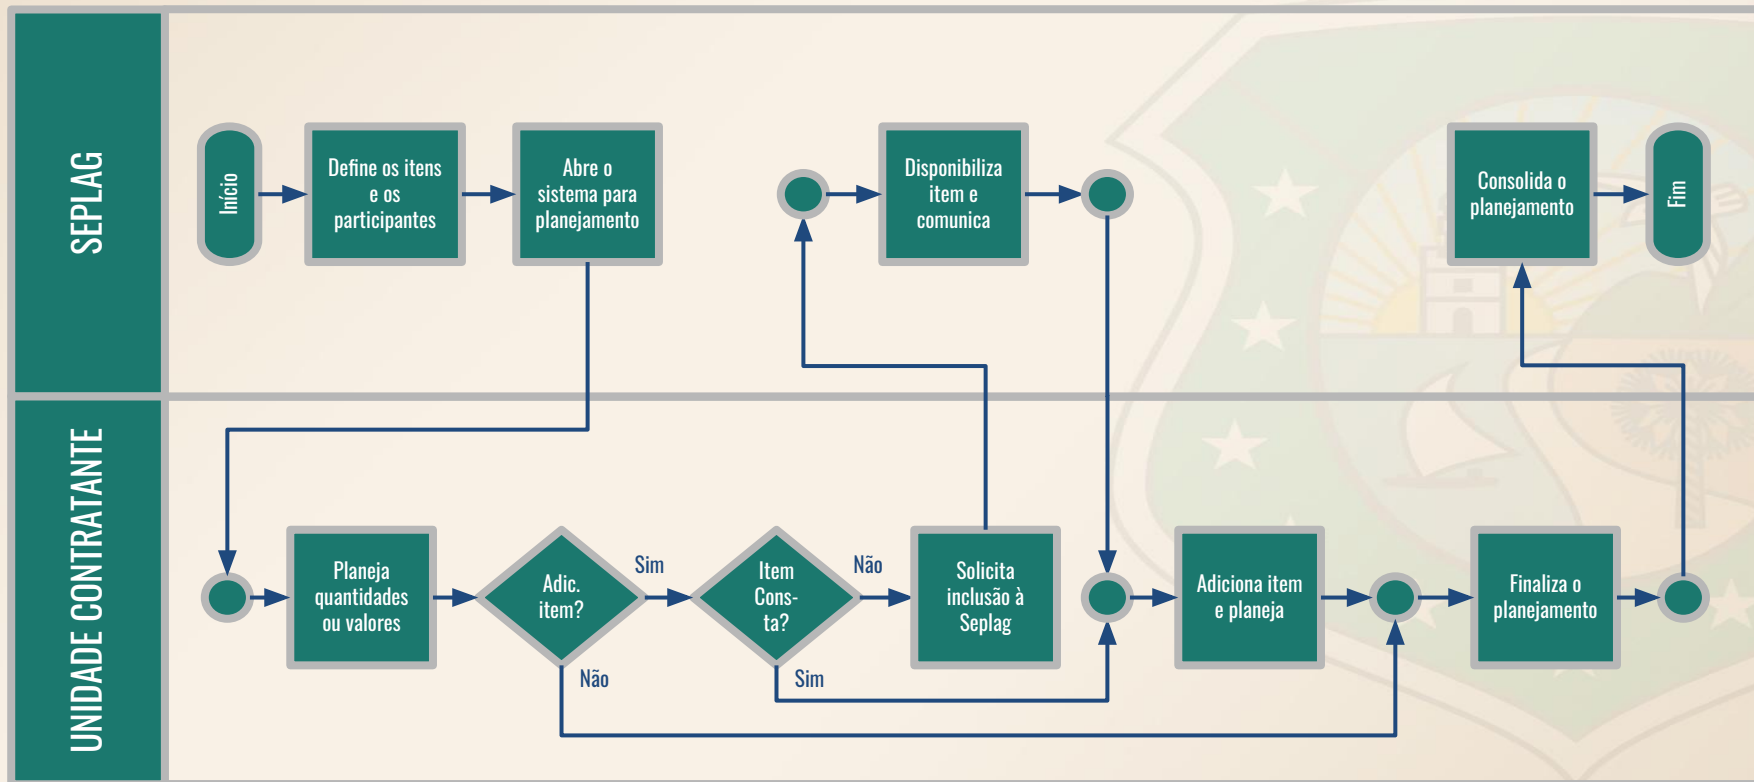 SEPLAG
Início
Define os itens
e os
participantes
Abre o
sistema para
planejamento
Disponibiliza
item e
comunica
Consolida o
planejamento
Fim
UNIDADE CONTRATANTE
Planeja
quantidades
ou valores
Adic.
item?
Sim
Não
Item
Cons-
ta?
Não
Sim
Solicita
inclusão à
Seplag
Adiciona item
e planeja
Finaliza o
planejamento